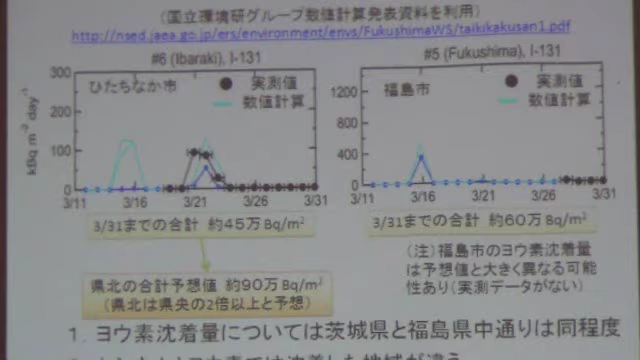 (国立環境研グループ数値計算発表資料を利用)
http://nsed.jaea.go.jp/ers/environment/envs/FukushimaWS/taikikakusan1.pdf
#6 (Ibaraki), I-131
#5 (Fukushima), I-131
ひたちなか市
実測値
数値計算
福島市
実測値
数値計算
kBq m⁻² day⁻¹
300
200
100
0
3/11 3/16 3/21 3/26 3/31
1200
800
400
0
3/11 3/16 3/21 3/26 3/31
3/31までの合計 約45万Bq/m²
3/31までの合計 約60万Bq/m²
県北の合計予想値 約90万Bq/m²
(県北は県央の2倍以上と予想)
(注)福島市のヨウ素沈着量
は予想値と大きく異なる可能
性あり(実測データがない)
1. ヨウ素沈着量については茨城県と福島県中通りは同程度